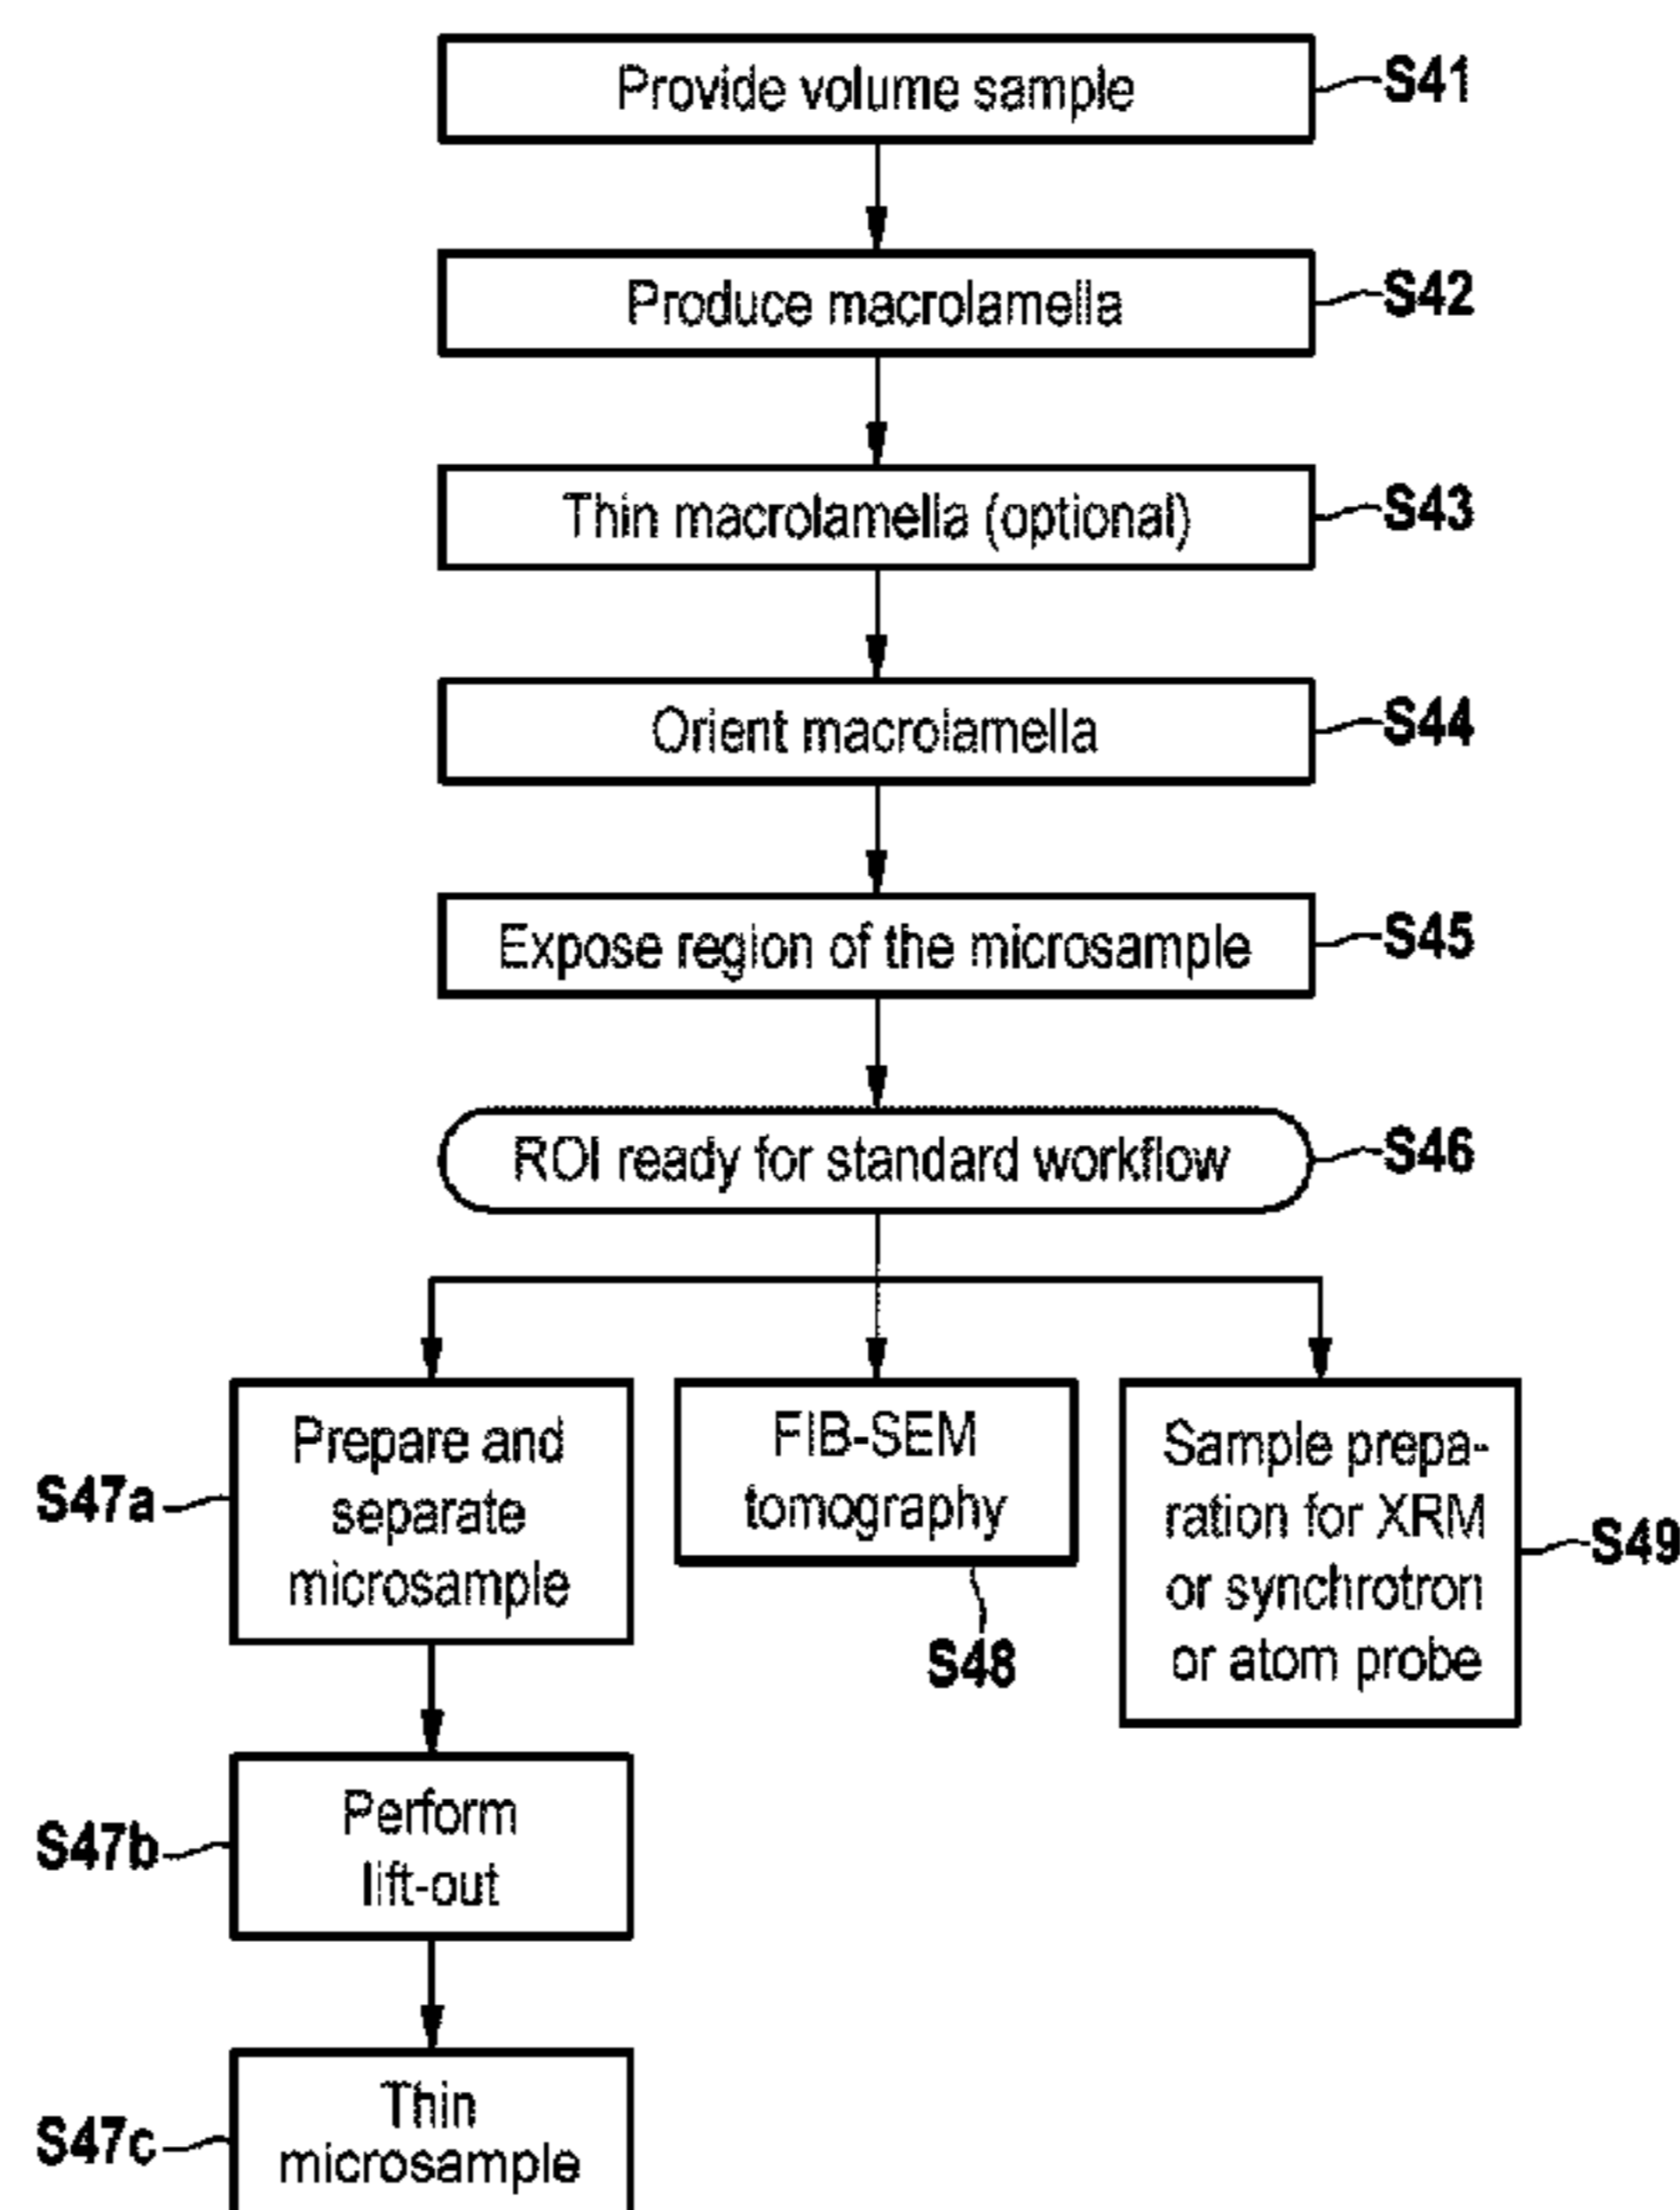 Provide volume sample
S41
Produce macrolamella
S42
Thin macrolamella (optional)
S43
Orient macrolamella
S44
Expose region of the microsample
S45
ROI ready for standard workflow
S46
S47a
Prepare and
separate
microsample
FIB-SEM
tomography
S48
Sample prepa-
ration for XRM
or synchrotron
or atom probe
S49
S47b
Perform
lift-out
S47c
Thin
microsample